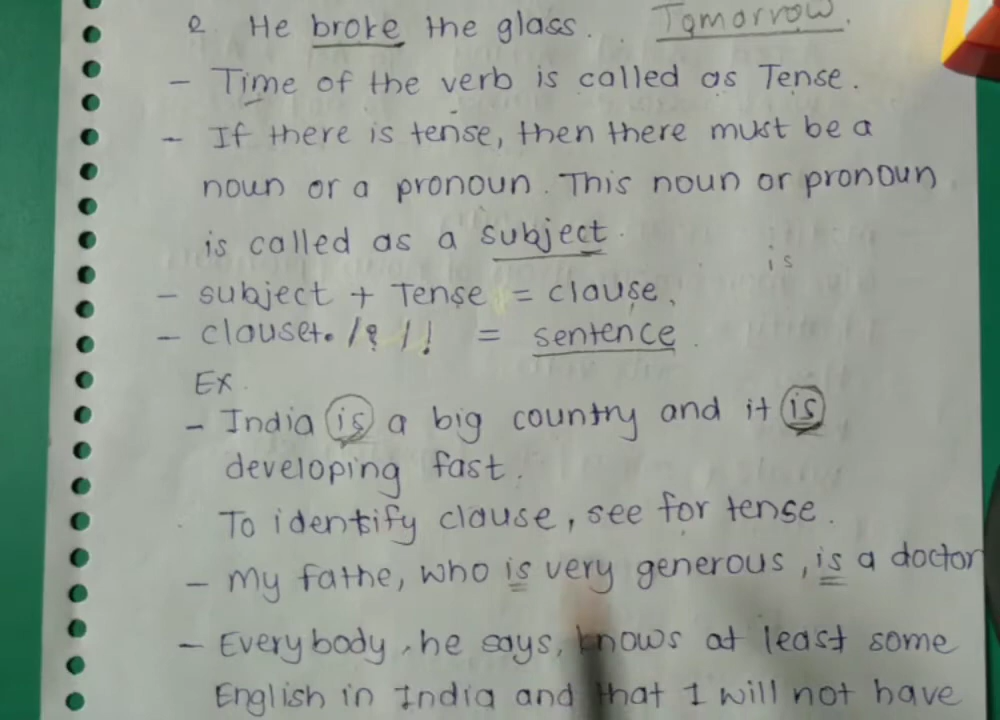 e He broke the glass. Tomorrow.
- Time of the verb is called as Tense.
- If there is tense, then there must be a
noun or a pronoun. This noun or pronoun
is called as a subject.
is
- subject + Tense = clause.
- clause+. /? /! = sentence.
Ex.
- India is a big country and it is
developing fast.
To identify clause, see for tense.
- My fathe, who is very generous, is a doctor
- Everybody, he says, knows at least some
English in India and that I will not have